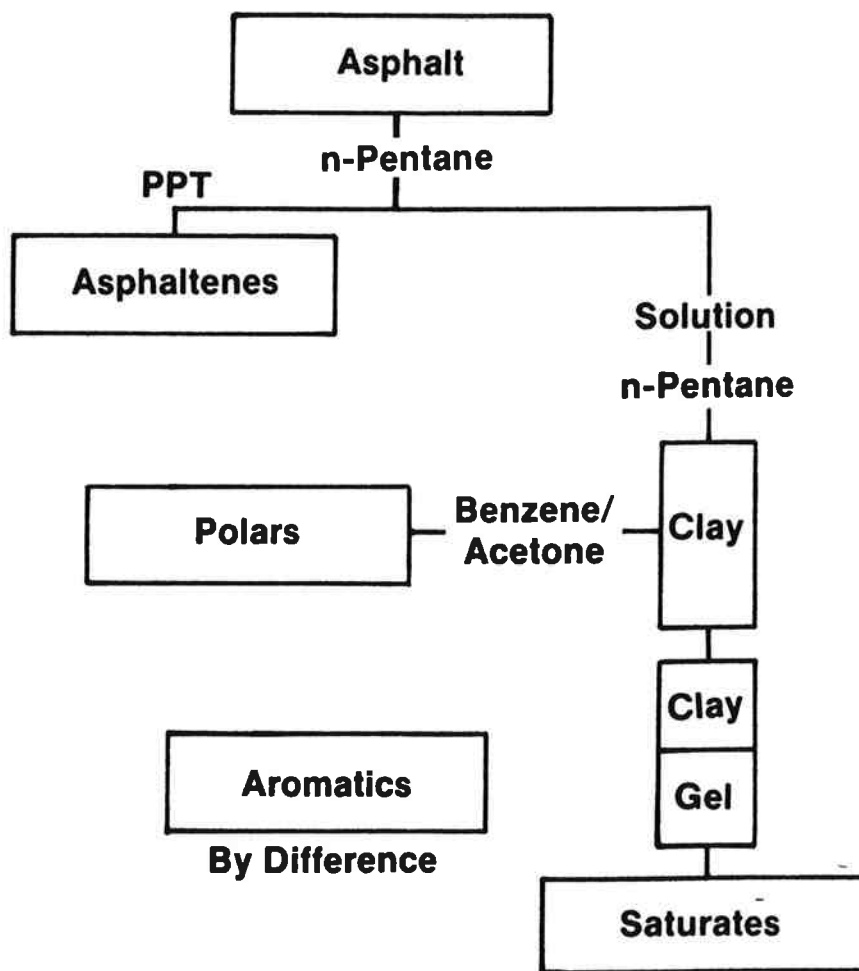 Asphalt
n-Pentane
PPT
Asphaltenes
Solution
n-Pentane
Polars
Benzene/
Acetone
Clay
Clay
Aromatics
Gel
By Difference
Saturates